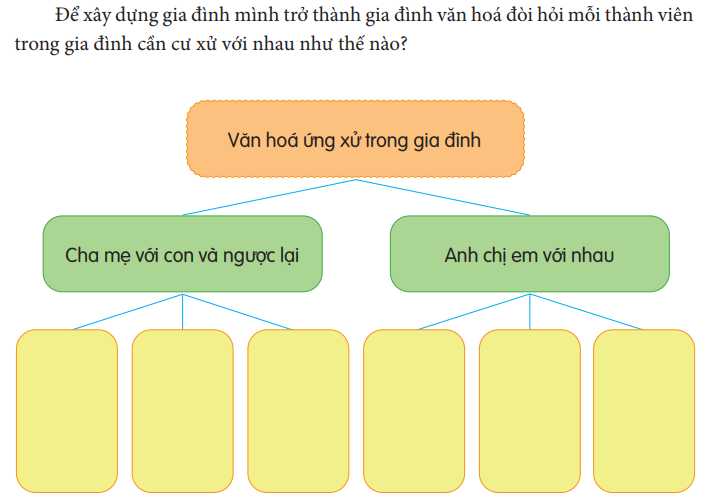 Để xây dựng gia đình mình trở thành gia đình văn hoá đòi hỏi mỗi thành viên
trong gia đình cần cư xử với nhau như thế nào?
Văn hoá ứng xử trong gia đình
Cha mẹ với con và ngược lại
Anh chị em với nhau